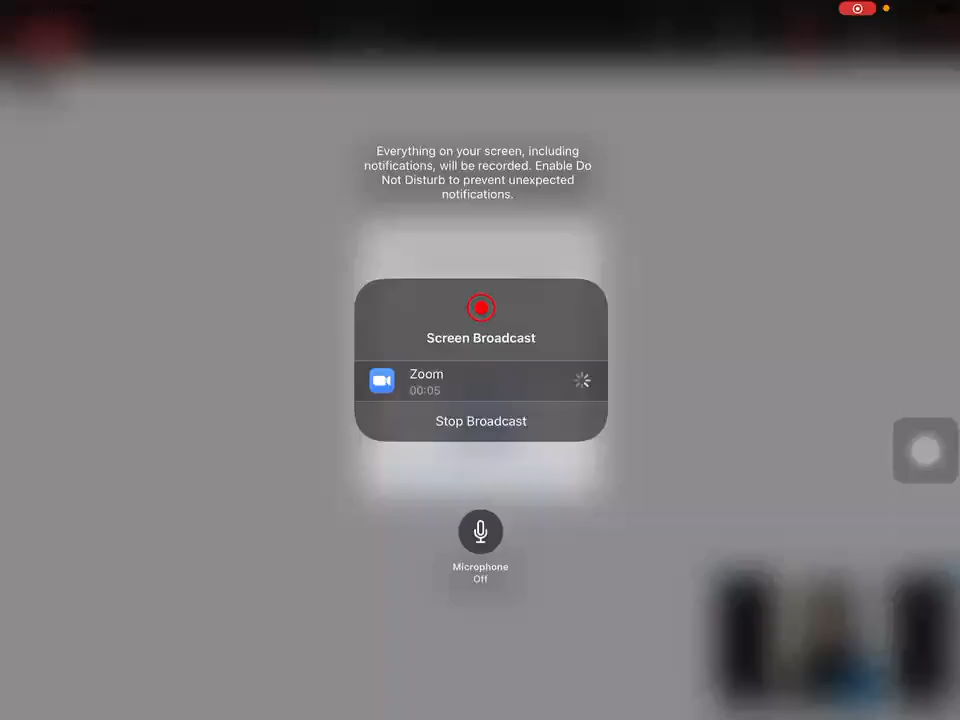 Everything on your screen, including
notifications, will be recorded. Enable Do
Not Disturb to prevent unexpected
notifications.
Screen Broadcast
Zoom
00:05
Stop Broadcast
Microphone
Off